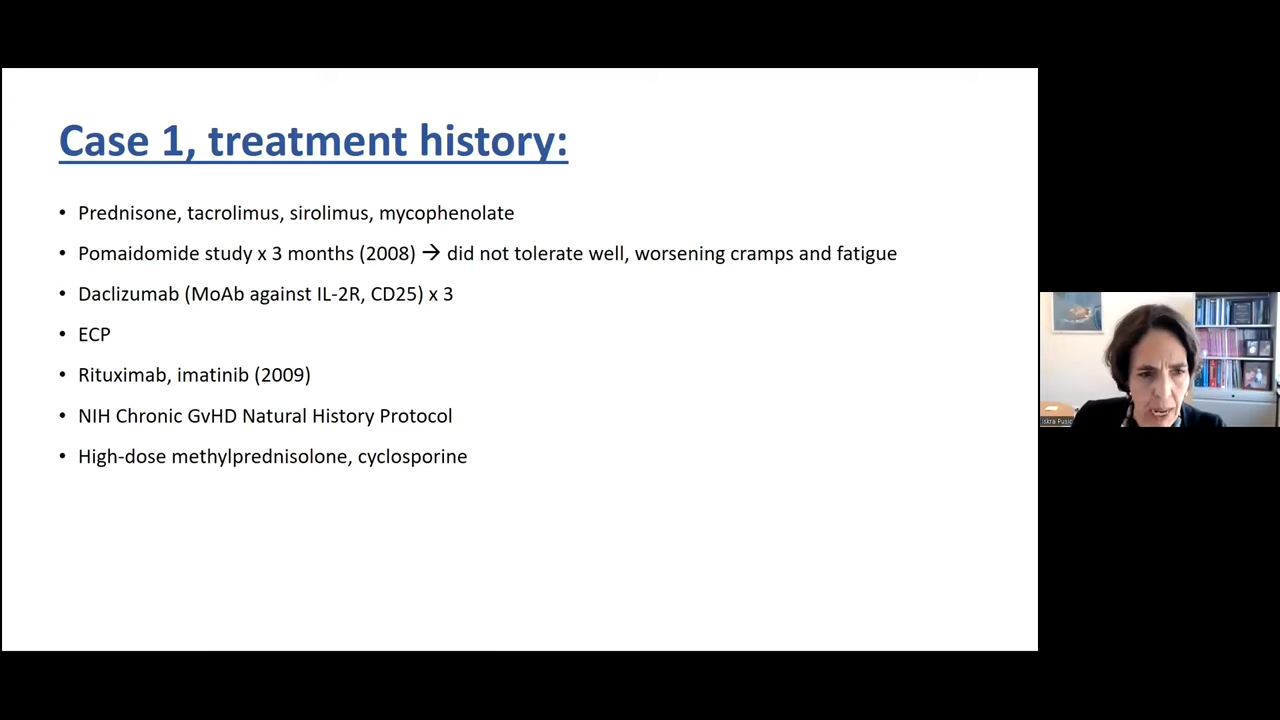 Case 1, treatment history:
• Prednisone, tacrolimus, sirolimus, mycophenolate
• Pomaidomide study x 3 months (2008) → did not tolerate well, worsening cramps and fatigue
• Daclizumab (MoAb against IL-2R, CD25) x 3
• ECP
• Rituximab, imatinib (2009)
• NIH Chronic GvHD Natural History Protocol
• High-dose methylprednisolone, cyclosporine
Iskra Pusic